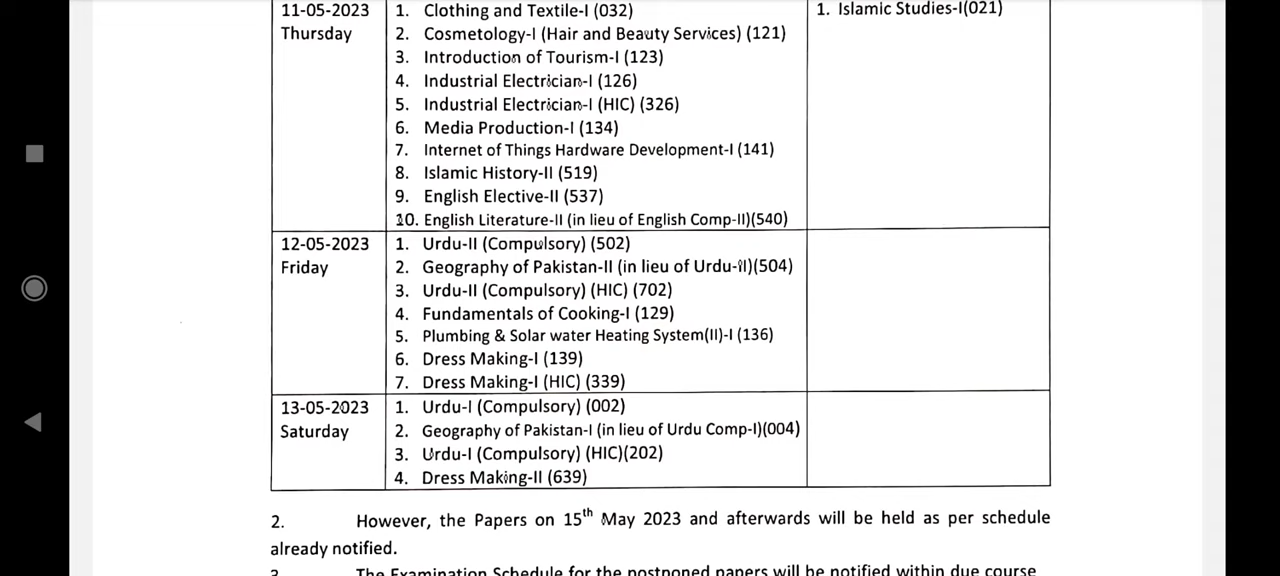 11-05-2023
Thursday
1. Clothing and Textile-I (032)
2. Cosmetology-I (Hair and Beauty Services) (121)
3. Introduction of Tourism-I (123)
4. Industrial Electrician-I (126)
5. Industrial Electrician-I (HIC) (326)
6. Media Production-I (134)
7. Internet of Things Hardware Development-I (141)
8. Islamic History-II (519)
9. English Elective-II (537)
10. English Literature-II (in lieu of English Comp-II)(540)
1. Islamic Studies-I(021)
12-05-2023
Friday
1. Urdu-II (Compulsory) (502)
2. Geography of Pakistan-II (in lieu of Urdu-II)(504)
3. Urdu-II (Compulsory) (HIC) (702)
4. Fundamentals of Cooking-I (129)
5. Plumbing & Solar water Heating System(II)-I (136)
6. Dress Making-I (139)
7. Dress Making-I (HIC) (339)
13-05-2023
Saturday
1. Urdu-I (Compulsory) (002)
2. Geography of Pakistan-I (in lieu of Urdu Comp-I)(004)
3. Urdu-I (Compulsory) (HIC)(202)
4. Dress Making-II (639)
2. However, the Papers on 15th May 2023 and afterwards will be held as per schedule
already notified.
3. The Examination Schedule for the postponed papers will be notified within due course